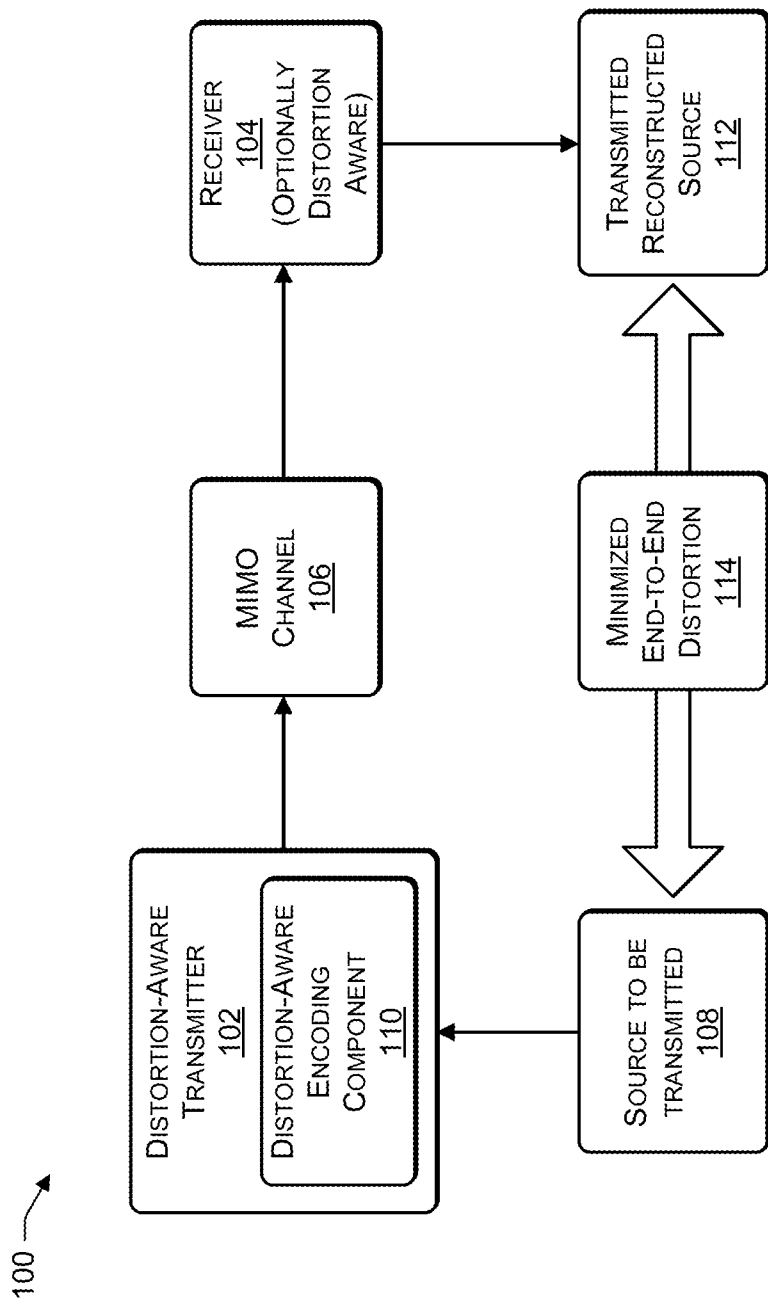 100
DISTORTION-AWARE
TRANSMITTER
102
DISTORTION-AWARE
ENCODING
COMPONENT
110
MIMO
CHANNEL
106
RECEIVER
104
(OPTIONALLY
DISTORTION
AWARE)
SOURCE TO BE
TRANSMITTED
108
MINIMIZED
END-TO-END
DISTORTION
114
TRANSMITTED
RECONSTRUCTED
SOURCE
112